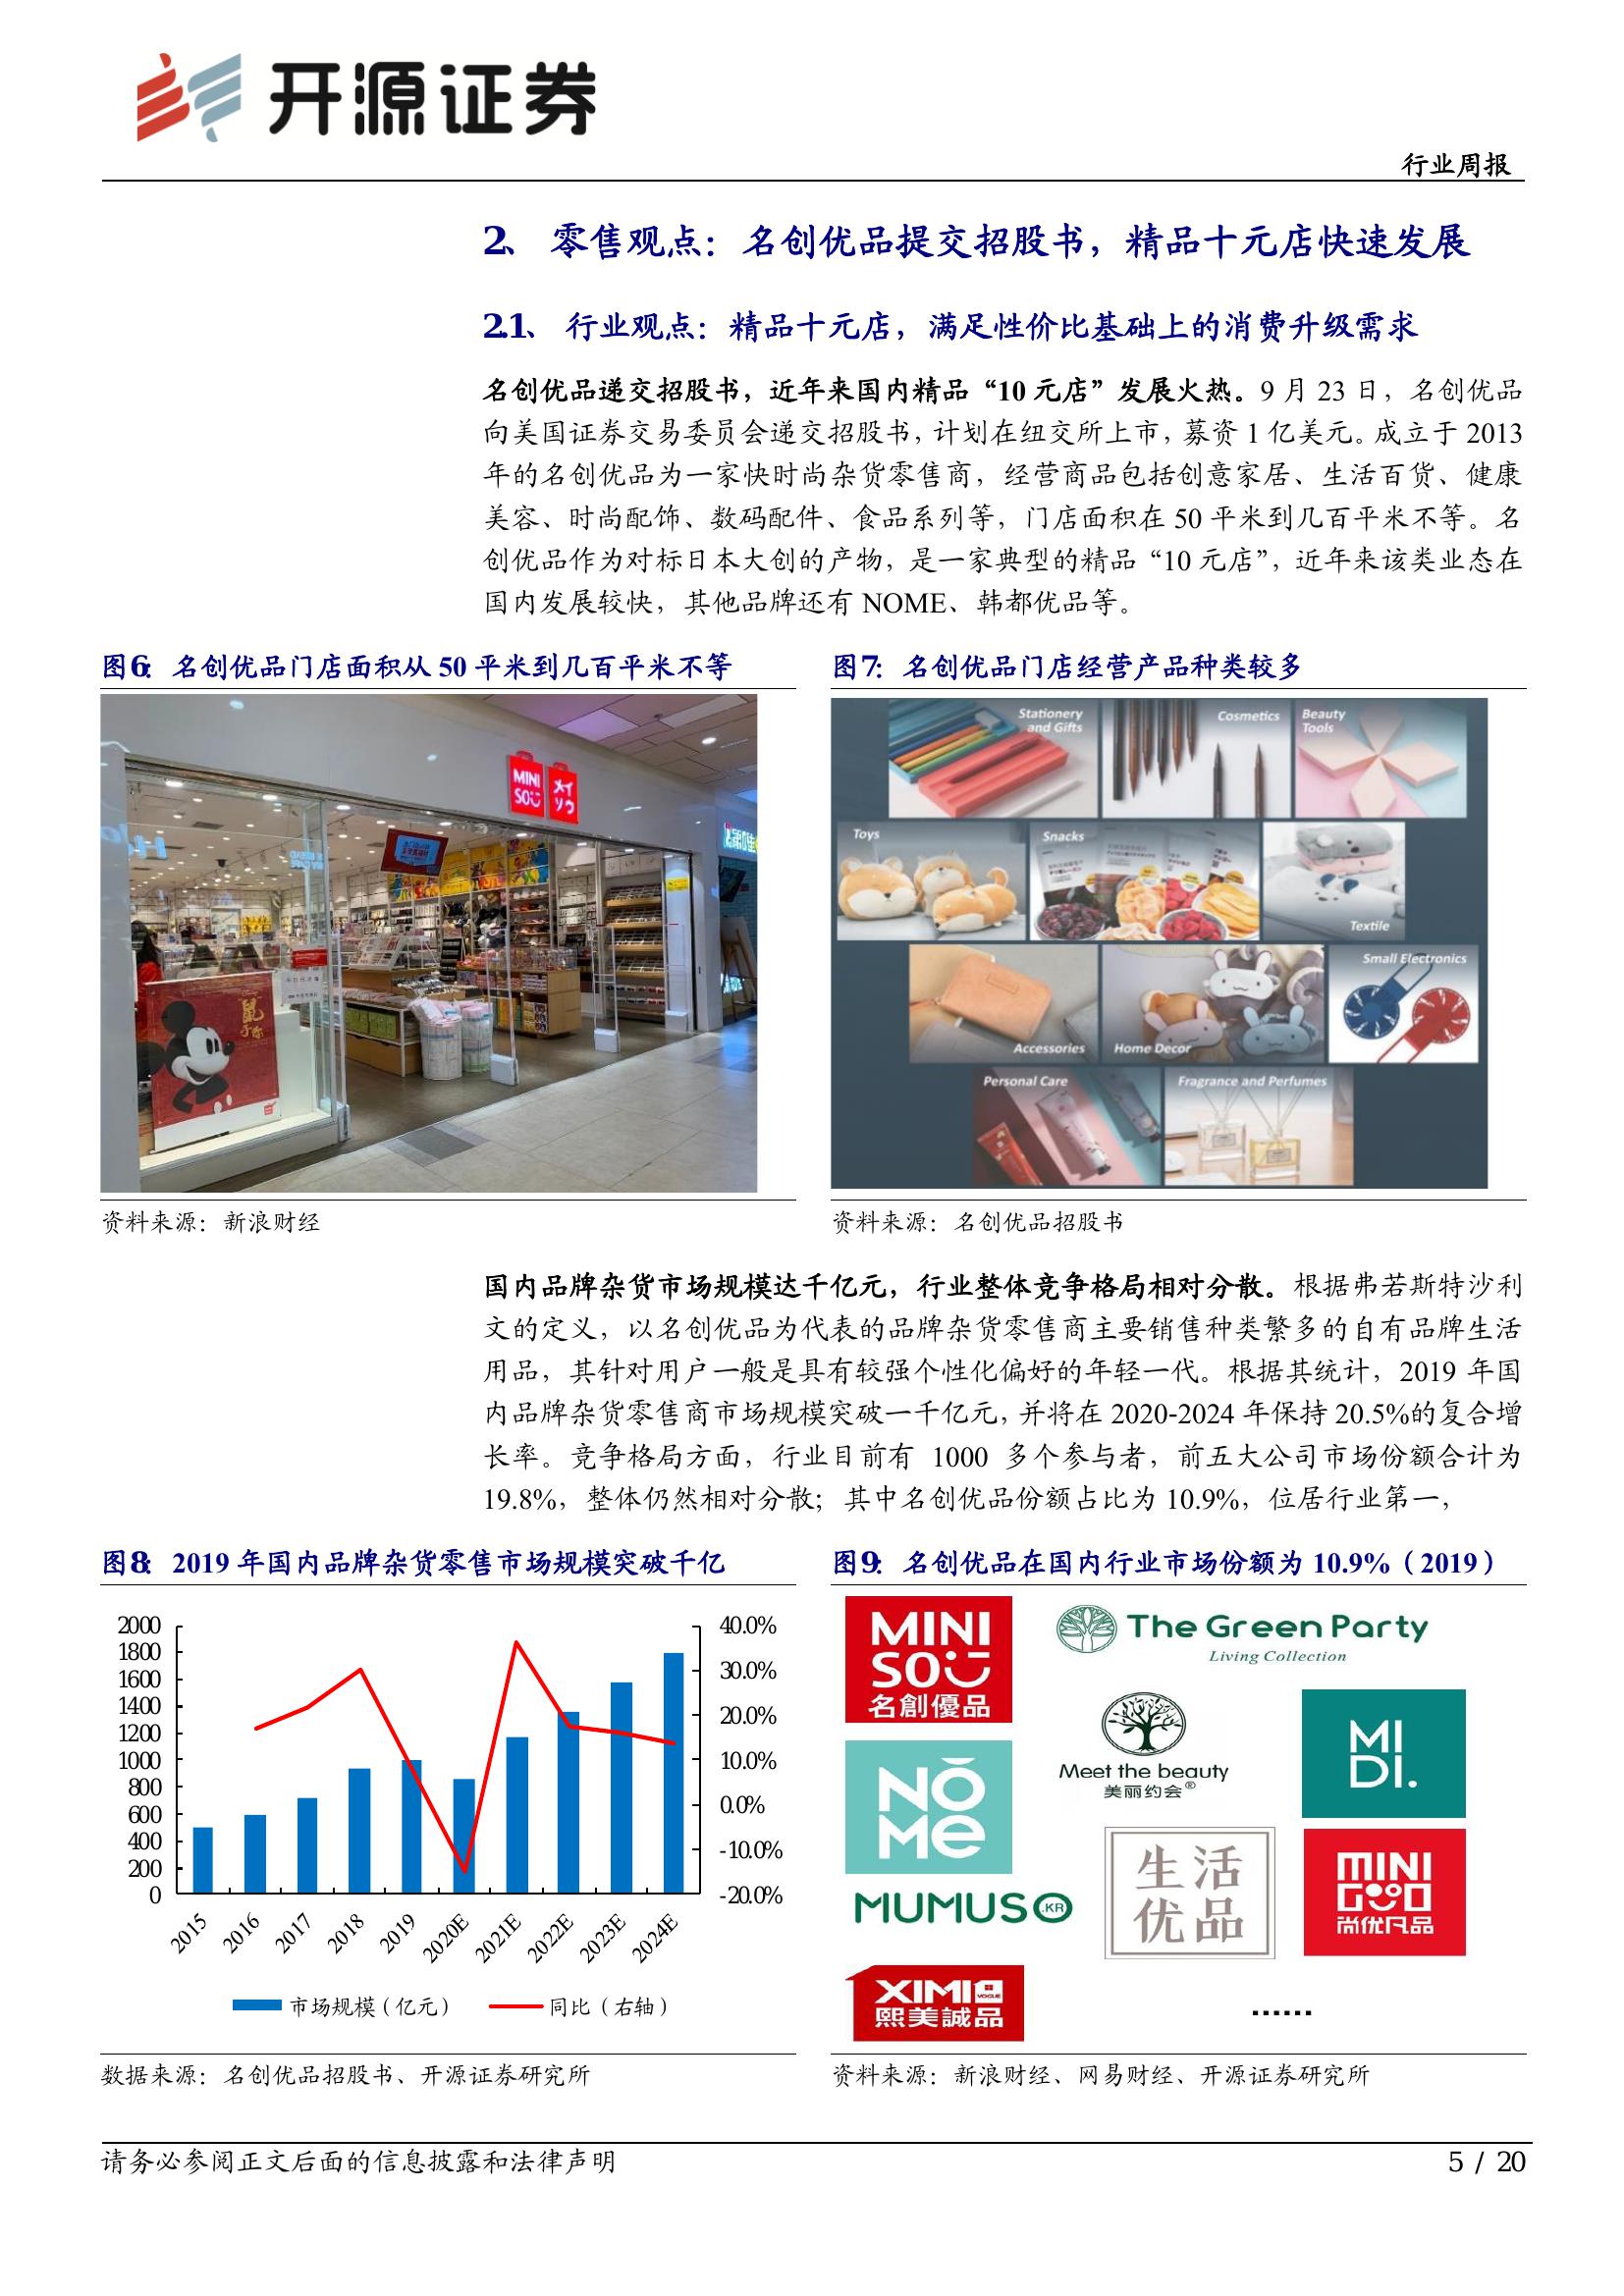 开源证券
行业周报
2、 零售观点：名创优品提交招股书，精品十元店快速发展
2.1、 行业观点：精品十元店，满足性价比基础上的消费升级需求
名创优品递交招股书，近年来国内精品“10 元店”发展火热。9 月 23 日，名创优品
向美国证券交易委员会递交招股书，计划在纽交所上市，募资 1 亿美元。成立于 2013
年的名创优品为一家快时尚杂货零售商，经营商品包括创意家居、生活百货、健康
美容、时尚配饰、数码配件、食品系列等，门店面积在 50 平米到几百平米不等。名
创优品作为对标日本大创的产物，是一家典型的精品“10 元店”，近年来该类业态在
国内发展较快，其他品牌还有 NOME、韩都优品等。
图6： 名创优品门店面积从 50 平米到几百平米不等
图7： 名创优品门店经营产品种类较多
MINI
SO
メイ
ソウ
鼠
Stationery
and Gifts
Cosmetics
Beauty
Tools
Toys
Snacks
Textile
Small Electronics
Accessories
Home Decor
Personal Care
Fragrance and Perfumes
资料来源：新浪财经
资料来源：名创优品招股书
国内品牌杂货市场规模达千亿元，行业整体竞争格局相对分散。根据弗若斯特沙利
文的定义，以名创优品为代表的品牌杂货零售商主要销售种类繁多的自有品牌生活
用品，其针对用户一般是具有较强个性化偏好的年轻一代。根据其统计，2019 年国
内品牌杂货零售商市场规模突破一千亿元，并将在 2020-2024 年保持 20.5%的复合增
长率。竞争格局方面，行业目前有 1000 多个参与者，前五大公司市场份额合计为
19.8%，整体仍然相对分散；其中名创优品份额占比为 10.9%，位居行业第一，
图8： 2019 年国内品牌杂货零售市场规模突破千亿
图9： 名创优品在国内行业市场份额为 10.9%（2019）
2000
1800
1600
1400
1200
1000
800
600
400
200
0
40.0%
30.0%
20.0%
10.0%
0.0%
-10.0%
-20.0%
2015
2016
2017
2018
2019
2020E
2021E
2022E
2023E
2024E
市场规模（亿元）
同比（右轴）
MINI
SO
名創優品
The Green Party
Living Collection
NŌ
Me
Meet the beauty
美丽约会®
MI
DI.
MUMUSO.KR
生活
优品
MINI
GOOD
尚优凡品
XIMI
VOGUE
熙美誠品
......
数据来源：名创优品招股书、开源证券研究所
资料来源：新浪财经、网易财经、开源证券研究所
请务必参阅正文后面的信息披露和法律声明
5 / 20